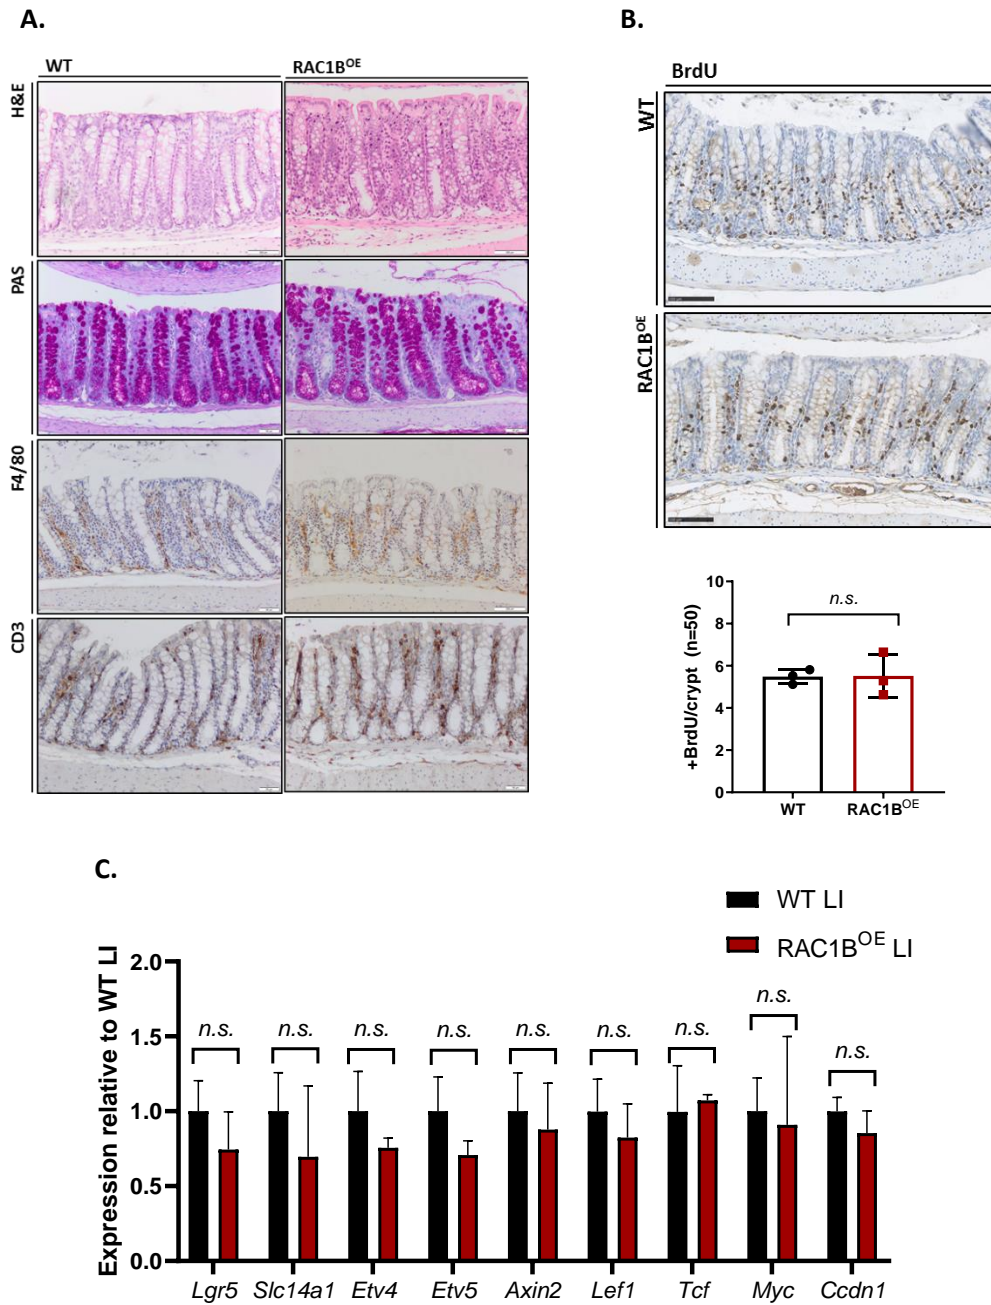 A.
WT
RAC1B^OE
H&E
PAS
F4/80
CD3
B.
BrdU
WT
RAC1B^OE
+BrdU/crypt (n=50)
10
8
6
4
2
0
n.s.
WT
RAC1B^OE
C.
WT LI
RAC1B^OE LI
Expression relative to WT LI
2.0
1.5
1.0
0.5
0.0
n.s. n.s. n.s. n.s. n.s. n.s. n.s. n.s. n.s.
Lgr5 Slc14a1 Etv4 Etv5 Axin2 Lef1 Tcf Myc Ccdn1